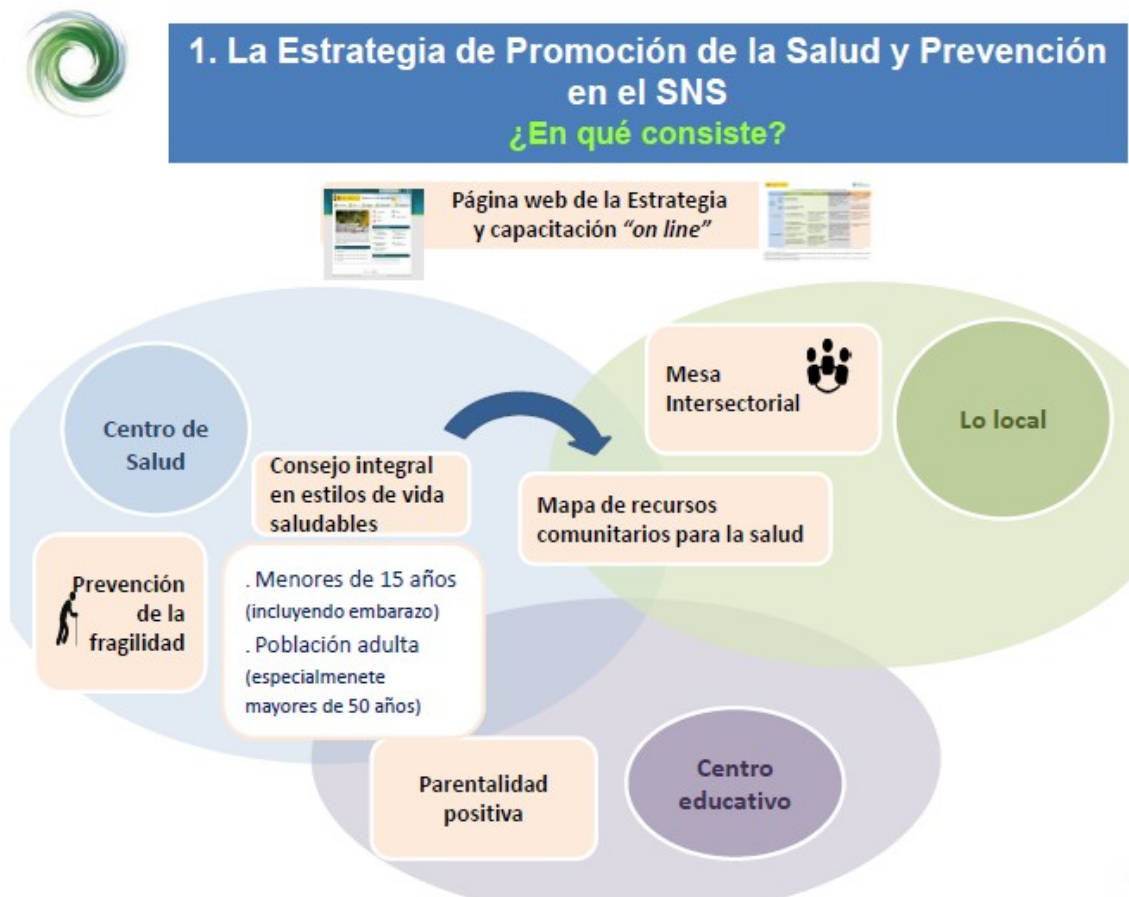 1. La Estrategia de Promoción de la Salud y Prevención
en el SNS
¿En qué consiste?
Página web de la Estrategia
y capacitación “on line”
Mesa
Intersectorial
Lo local
Centro de
Salud
Consejo integral
en estilos de vida
saludables
Mapa de recursos
comunitarios para la salud
Prevención
de la
fragilidad
. Menores de 15 años
(incluyendo embarazo)
. Población adulta
(especialmenete
mayores de 50 años)
Parentalidad
positiva
Centro
educativo